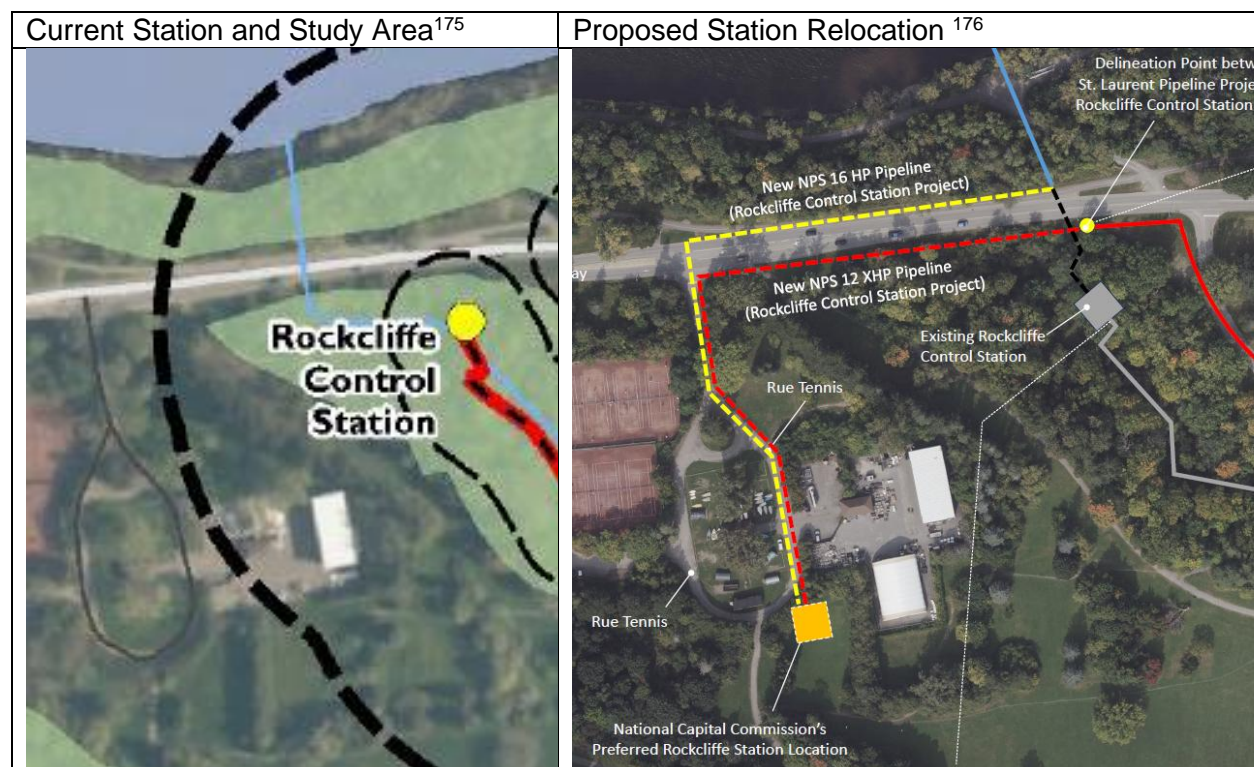 Current Station and Study Area175
Proposed Station Relocation 176
Rockcliffe
Control
Station
Delineation Point betw
St. Laurent Pipeline Proje
Rockcliffe Control Station
New NPS 16 HP Pipeline
(Rockcliffe Control Station Project)
ay
New NPS 12 XHP Pipeline
(Rockcliffe Control Station Project)
Existing Rockcliffe
Control Station
Rue Tennis
Rue Tennis
National Capital Commission's
Preferred Rockcliffe Station Location